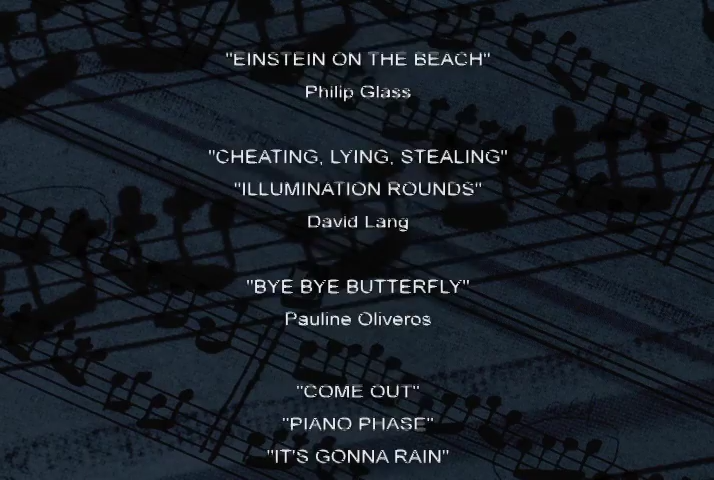 "EINSTEIN ON THE BEACH"
Philip Glass
"CHEATING, LYING, STEALING"
"ILLUMINATION ROUNDS"
David Lang
"BYE BYE BUTTERFLY"
Pauline Oliveros
"COME OUT"
"PIANO PHASE"
"IT'S GONNA RAIN"